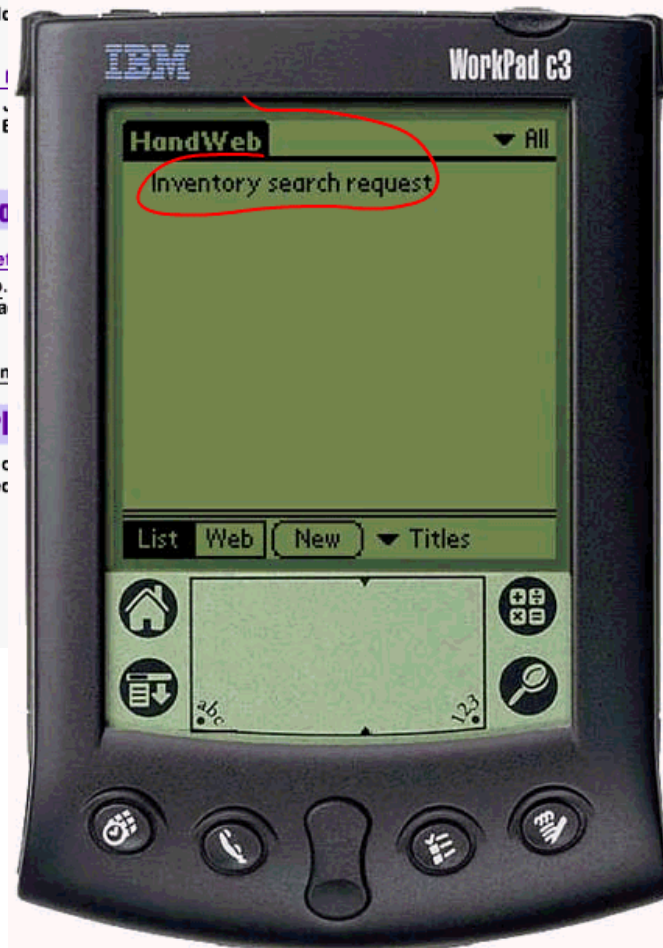 IBM WorkPad c3
HandWeb All
Inventory search request
List Web New Titles
abc 123